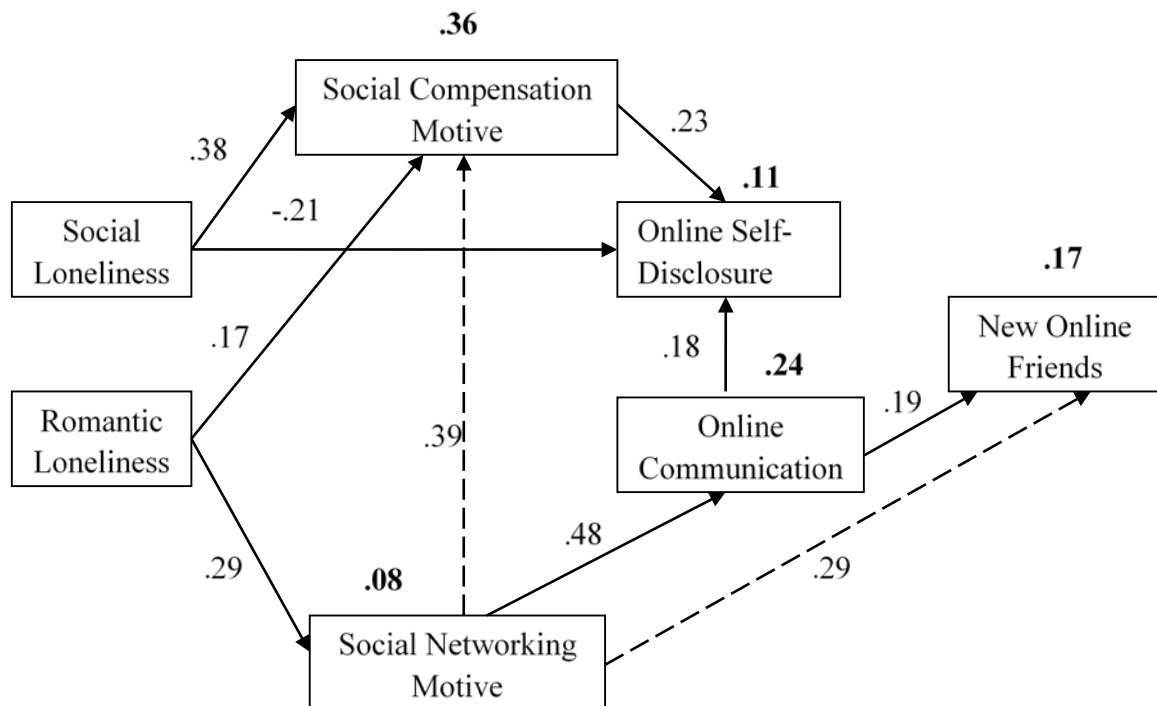 .36
Social Compensation
Motive
.23
.38
.11
-.21
Social
Loneliness
Online Self-
Disclosure
.17
New Online
Friends
.17
.18
.24
Romantic
Loneliness
Online
Communication
.19
.39
.48
.29
.29
.08
Social Networking
Motive